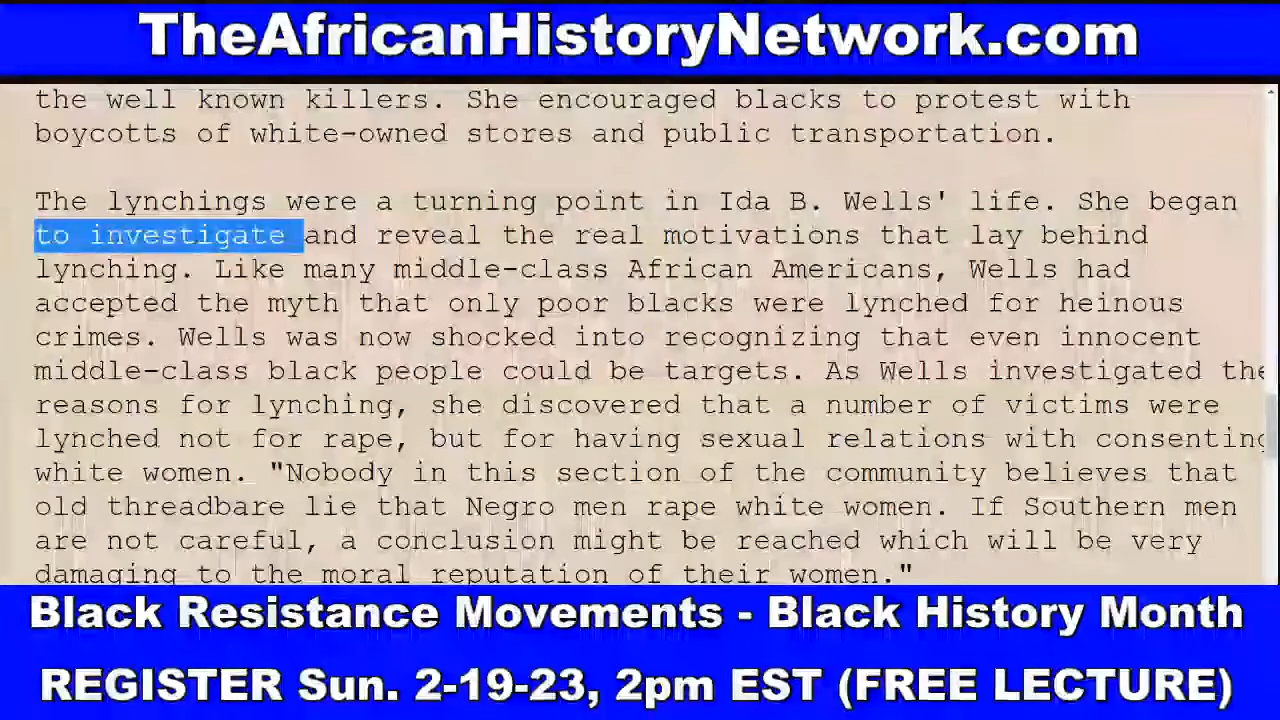 TheAfricanHistoryNetwork.com
the well known killers. She encouraged blacks to protest with
boycotts of white-owned stores and public transportation.
The lynchings were a turning point in Ida B. Wells' life. She began
to investigate and reveal the real motivations that lay behind
lynching. Like many middle-class African Americans, Wells had
accepted the myth that only poor blacks were lynched for heinous
crimes. Wells was now shocked into recognizing that even innocent
middle-class black people could be targets. As Wells investigated the
reasons for lynching, she discovered that a number of victims were
lynched not for rape, but for having sexual relations with consenting
white women. "Nobody in this section of the community believes that
old threadbare lie that Negro men rape white women. If Southern men
are not careful, a conclusion might be reached which will be very
damaging to the moral reputation of their women."
Black Resistance Movements - Black History Month
REGISTER Sun. 2-19-23, 2pm EST (FREE LECTURE)